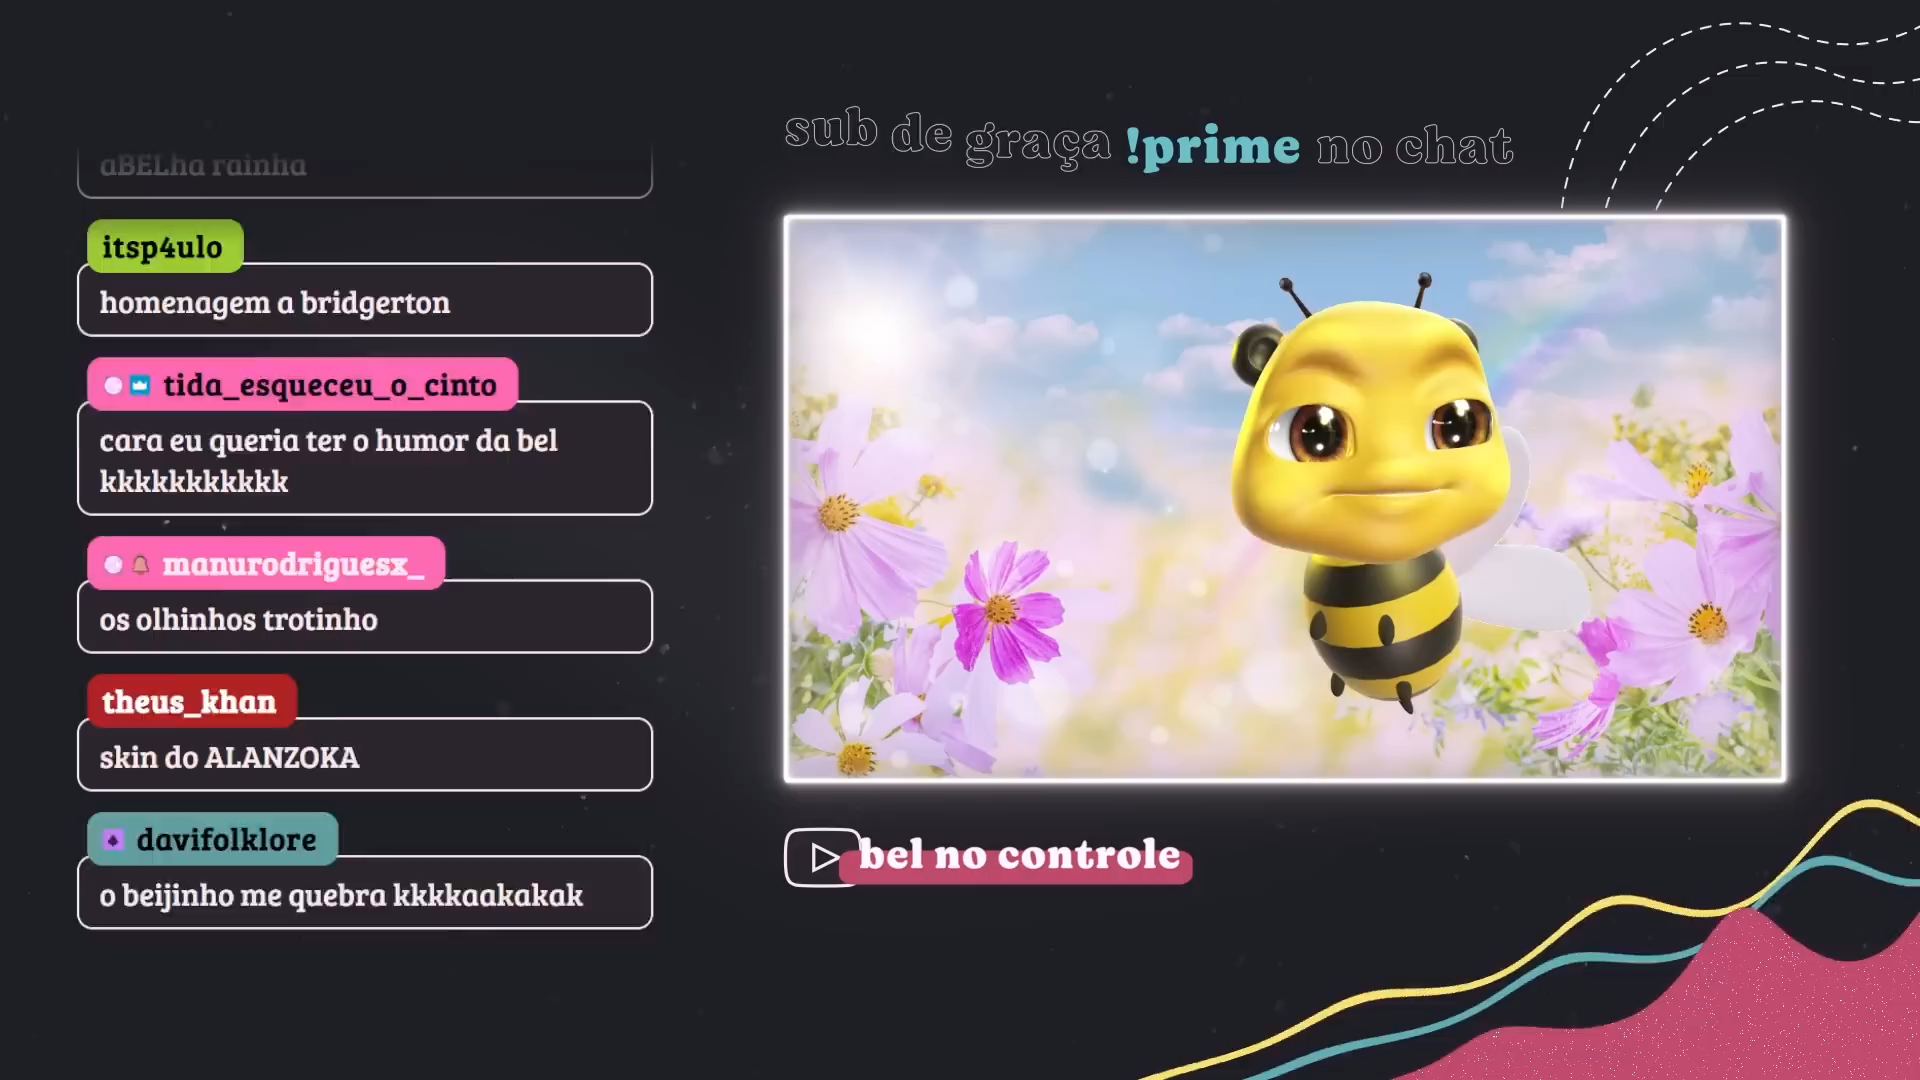 aBELha rainha
itsp4ulo
homenagem a bridgerton
tida_esqueceu_o_cinto
cara eu queria ter o humor da bel
kkkkkkkkkkk
manurodriguesx_
os olhinhos trotinho
theus_khan
skin do ALANZOKA
davifolklore
o beijinho me quebra kkkkaakakak
sub de graça !prime no chat
bel no controle